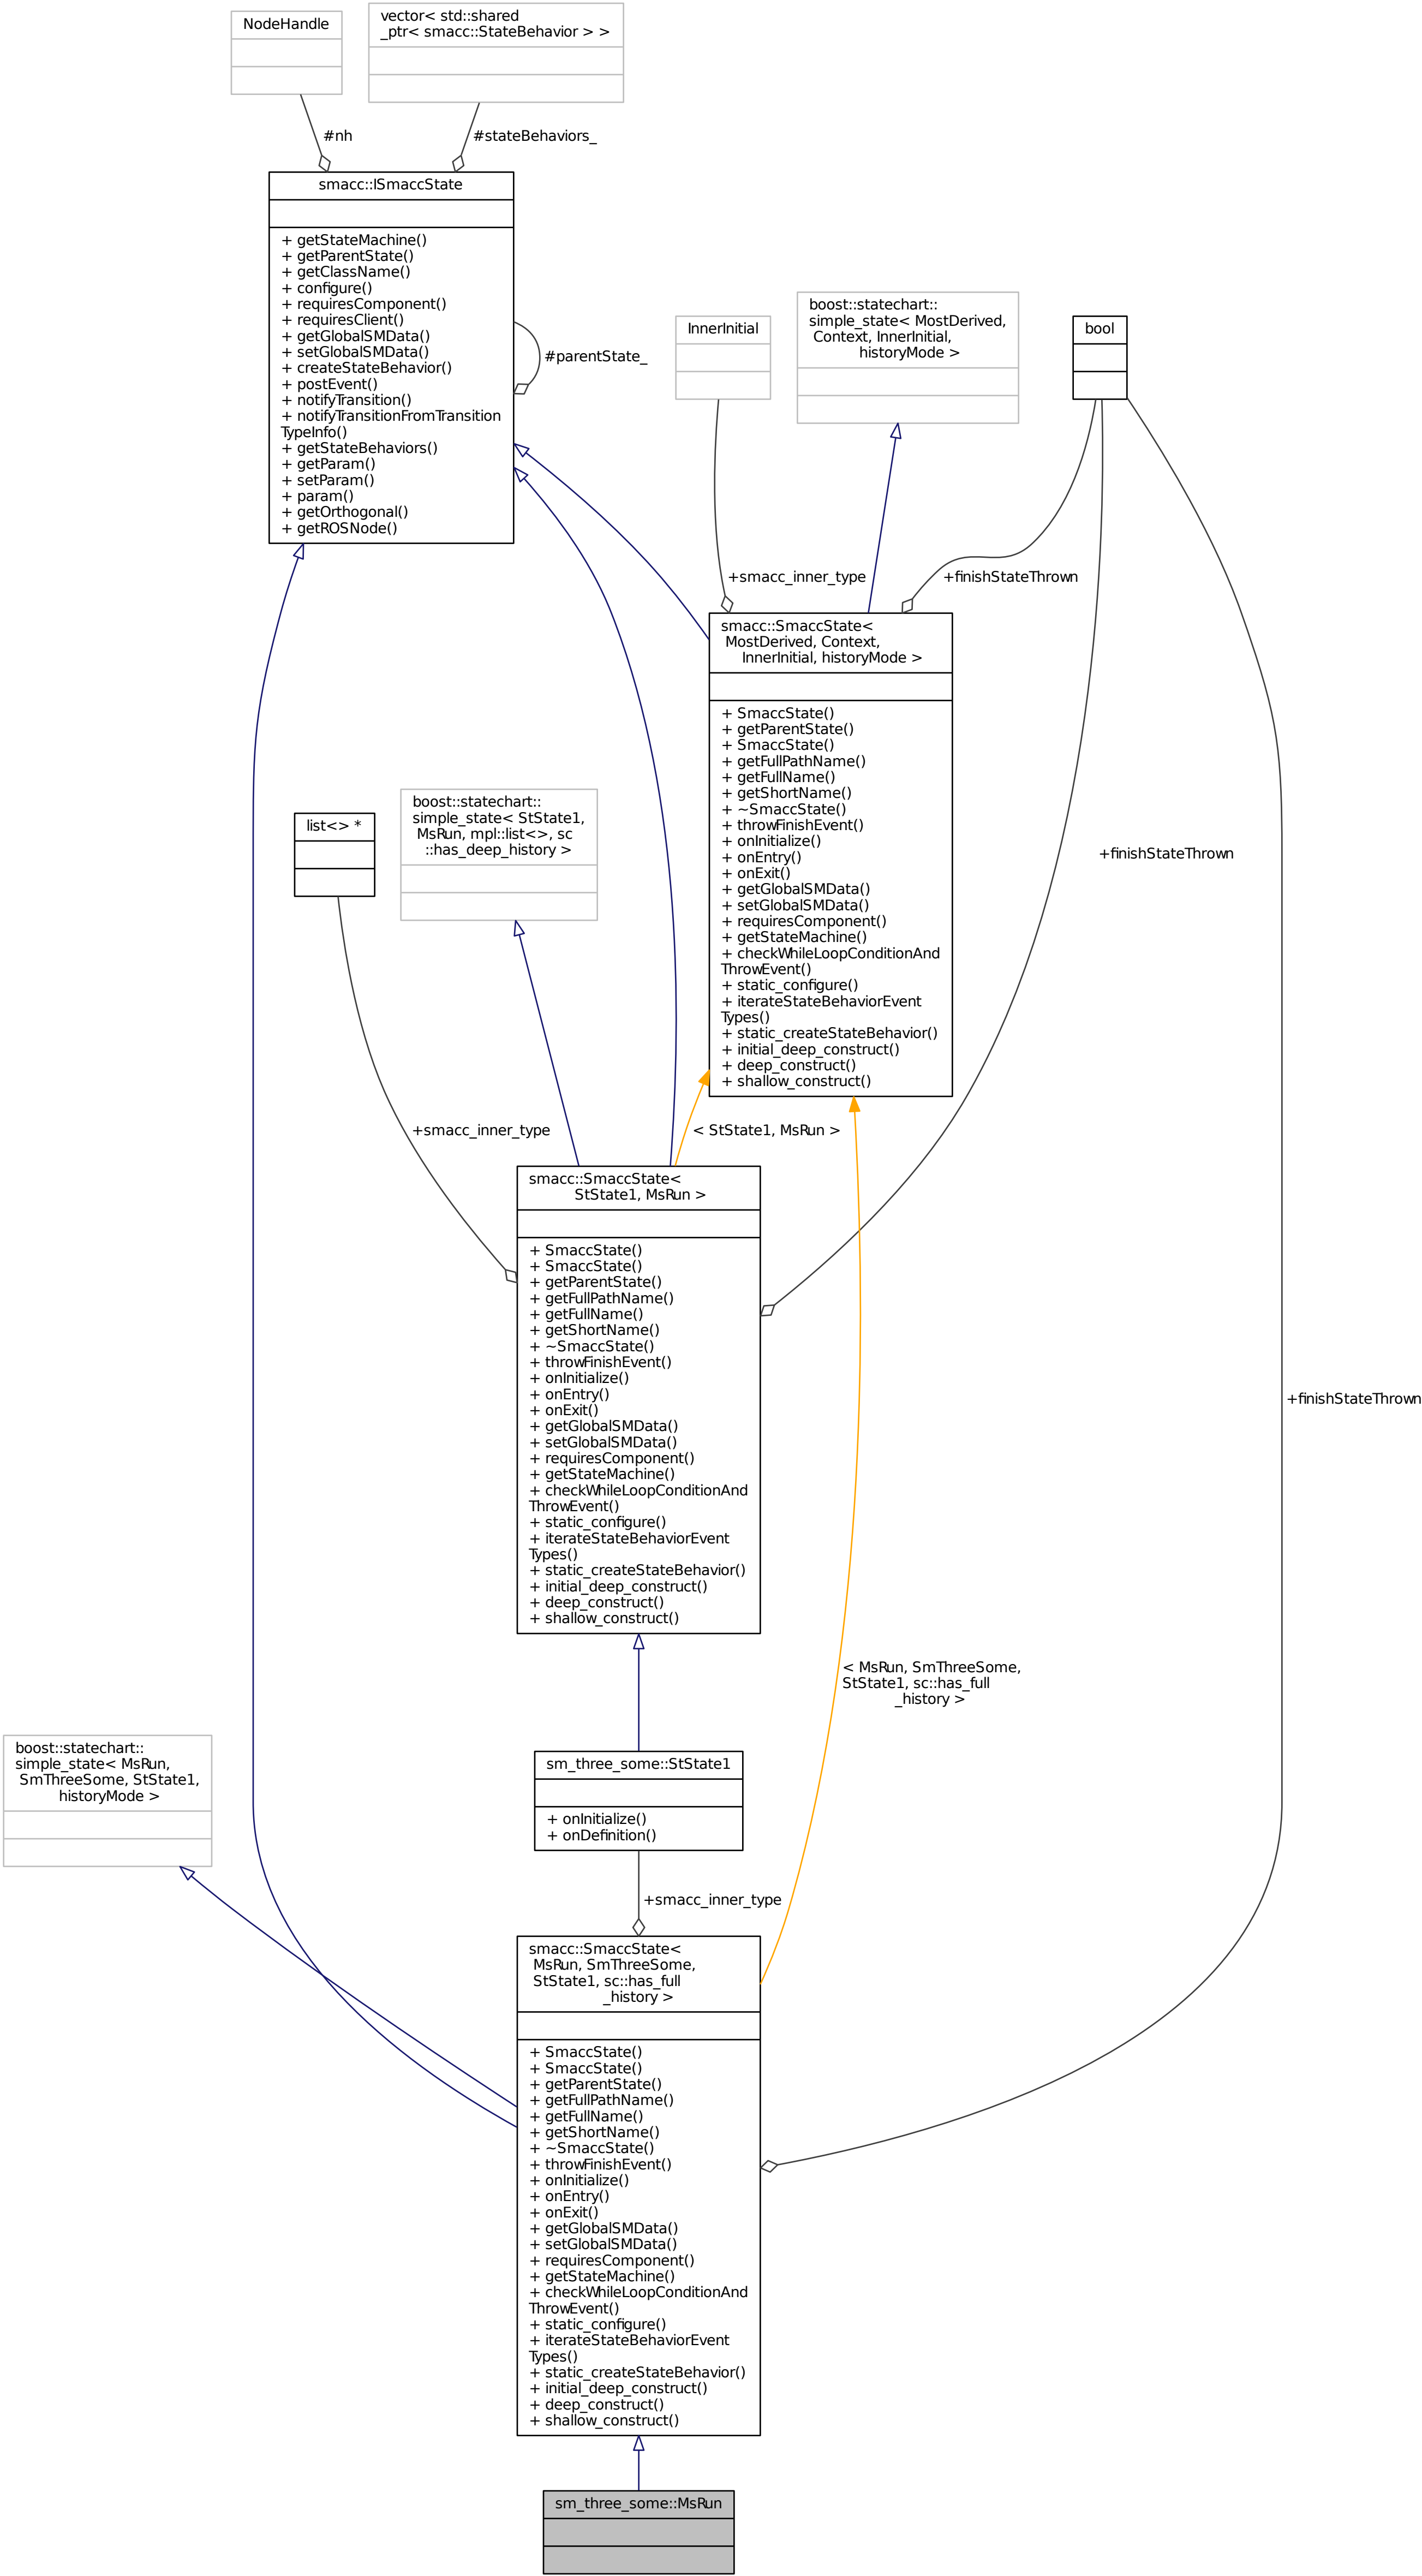 NodeHandle
vector< std::shared
_ptr< smacc::StateBehavior > >
#nh
#stateBehaviors_
smacc::ISmaccState
+ getStateMachine()
+ getParentState()
+ getClassName()
+ configure()
+ requiresComponent()
+ requiresClient()
+ getGlobalSMData()
+ setGlobalSMData()
+ createStateBehavior()
+ postEvent()
+ notifyTransition()
+ notifyTransitionFromTransition
TypeInfo()
+ getStateBehaviors()
+ getParam()
+ setParam()
+ param()
+ getOrthogonal()
+ getROSNode()
#parentState_
InnerInitial
boost::statechart::
simple_state< MostDerived,
Context, InnerInitial,
historyMode >
bool
+smacc_inner_type
+finishStateThrown
smacc::SmaccState<
MostDerived, Context,
InnerInitial, historyMode >
+ SmaccState()
+ getParentState()
+ SmaccState()
+ getFullPathName()
+ getFullName()
+ getShortName()
+ ~SmaccState()
+ throwFinishEvent()
+ onInitialize()
+ onEntry()
+ onExit()
+ getGlobalSMData()
+ setGlobalSMData()
+ requiresComponent()
+ getStateMachine()
+ checkWhileLoopConditionAnd
ThrowEvent()
+ static_configure()
+ iterateStateBehaviorEvent
Types()
+ static_createStateBehavior()
+ initial_deep_construct()
+ deep_construct()
+ shallow_construct()
list<> *
boost::statechart::
simple_state< StState1,
MsRun, mpl::list<>, sc
::has_deep_history >
+finishStateThrown
+smacc_inner_type
< StState1, MsRun >
smacc::SmaccState<
StState1, MsRun >
+ SmaccState()
+ SmaccState()
+ getParentState()
+ getFullPathName()
+ getFullName()
+ getShortName()
+ ~SmaccState()
+ throwFinishEvent()
+ onInitialize()
+ onEntry()
+ onExit()
+ getGlobalSMData()
+ setGlobalSMData()
+ requiresComponent()
+ getStateMachine()
+ checkWhileLoopConditionAnd
ThrowEvent()
+ static_configure()
+ iterateStateBehaviorEvent
Types()
+ static_createStateBehavior()
+ initial_deep_construct()
+ deep_construct()
+ shallow_construct()
+finishStateThrown
< MsRun, SmThreeSome,
StState1, sc::has_full
_history >
boost::statechart::
simple_state< MsRun,
SmThreeSome, StState1,
historyMode >
sm_three_some::StState1
+ onInitialize()
+ onDefinition()
+smacc_inner_type
smacc::SmaccState<
MsRun, SmThreeSome,
StState1, sc::has_full
_history >
+ SmaccState()
+ SmaccState()
+ getParentState()
+ getFullPathName()
+ getFullName()
+ getShortName()
+ ~SmaccState()
+ throwFinishEvent()
+ onInitialize()
+ onEntry()
+ onExit()
+ getGlobalSMData()
+ setGlobalSMData()
+ requiresComponent()
+ getStateMachine()
+ checkWhileLoopConditionAnd
ThrowEvent()
+ static_configure()
+ iterateStateBehaviorEvent
Types()
+ static_createStateBehavior()
+ initial_deep_construct()
+ deep_construct()
+ shallow_construct()
sm_three_some::MsRun